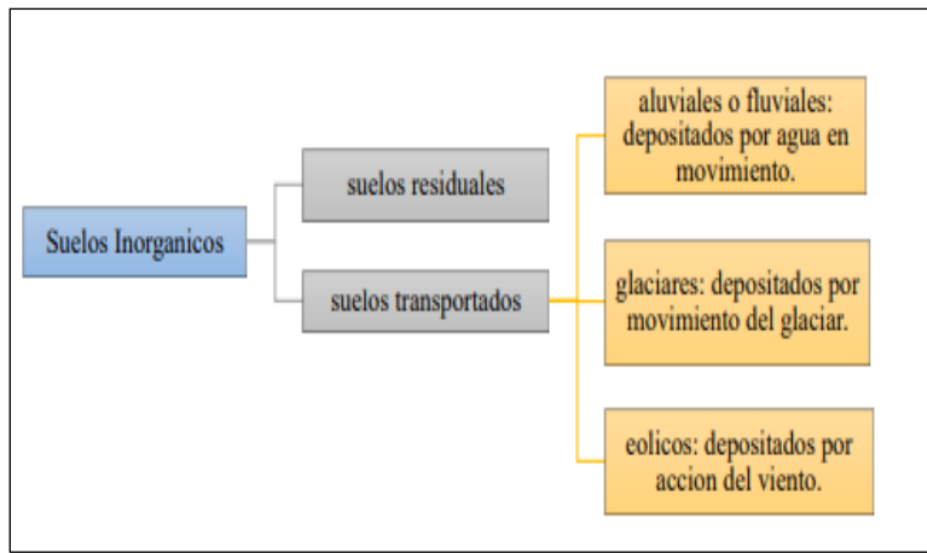 Suelos Inorganicos
suelos residuales
suelos transportados
aluviales o fluviales:
depositados por agua en
movimiento.
glaciares: depositados por
movimiento del glaciar.
eolicos: depositados por
accion del viento.